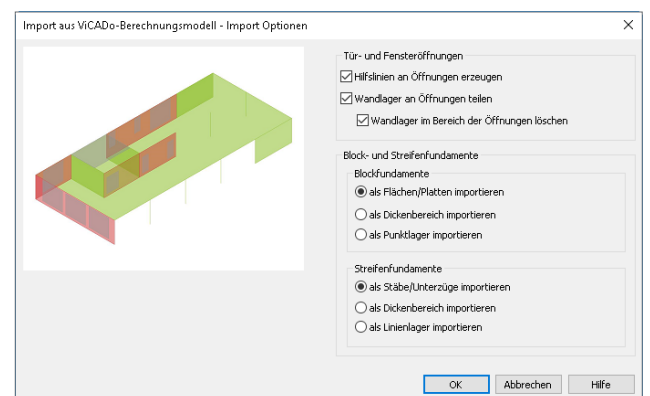 Import aus ViCADo-Berechnungsmodell - Import Optionen
Tür- und Fensteröffnungen
Hilfslinien an Öffnungen erzeugen
Wandlager an Öffnungen teilen
Wandlager im Bereich der Öffnungen löschen
Block- und Streifenfundamente
Blockfundamente
als Flächen/Platten importieren
als Dickenbereich importieren
als Punktlager importieren
Streifenfundamente
als Stäbe/Unterzüge importieren
als Dickenbereich importieren
als Linienlager importieren
OK Abbrechen Hilfe